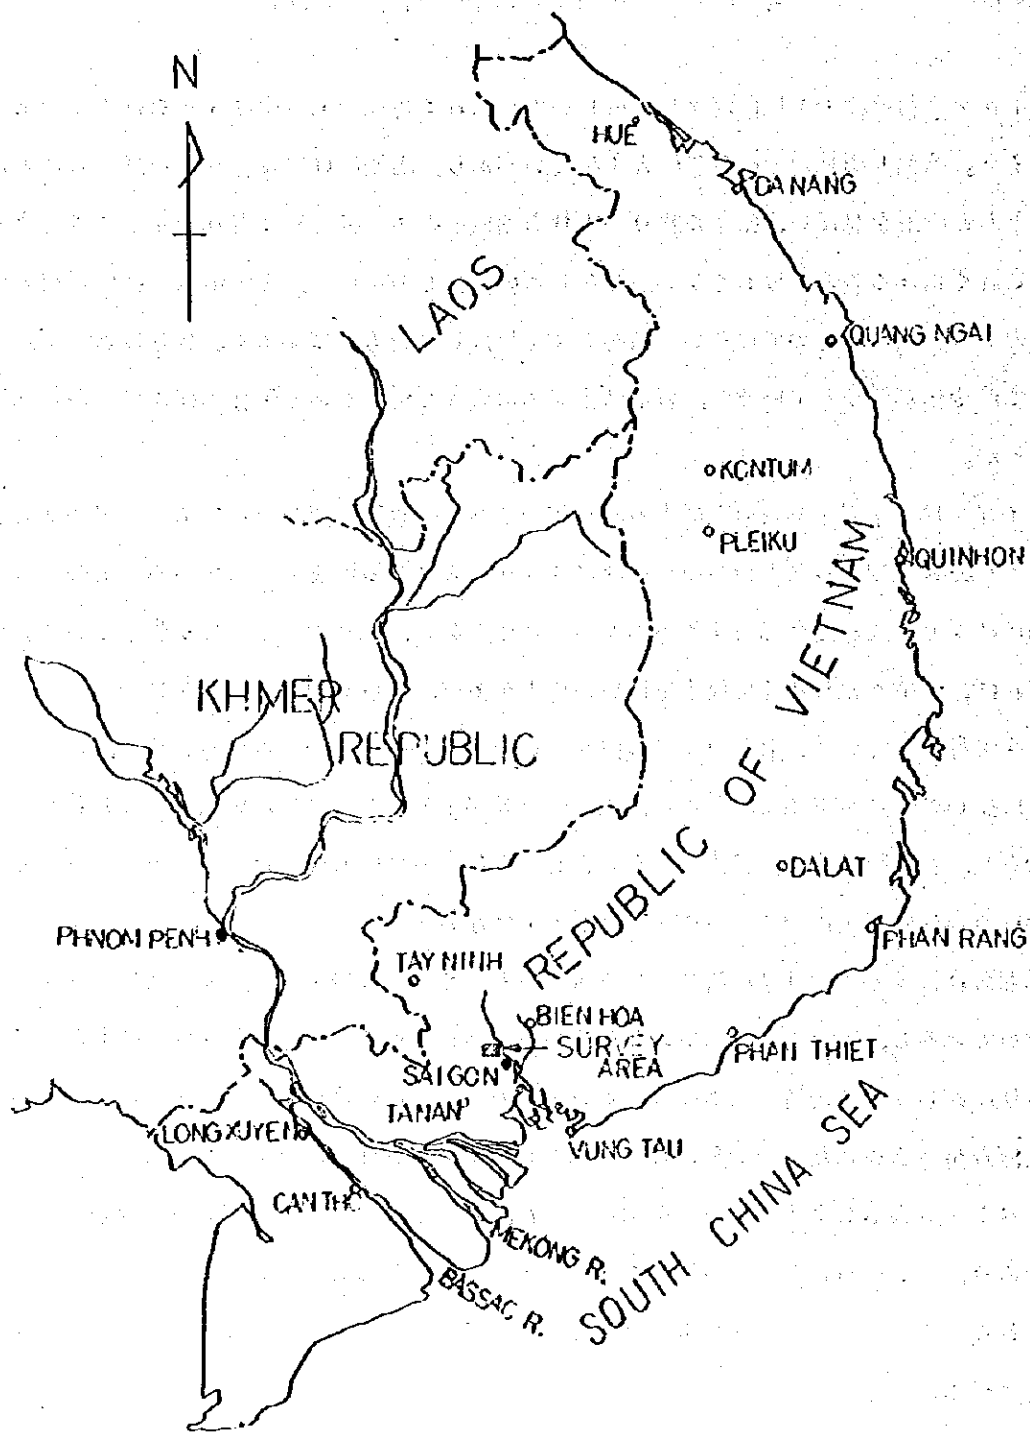 N
HUE
DA NANG
LAOS
QUANG NGAI
KONTUM
PLEIKU
QUINHON
KHMER
REPUBLIC
REPUBLIC OF VIETNAM
DALAT
PHNOM PENH
PHAN RANG
TAY NINH
BIEN HOA
SURVEY
AREA
PHAN THIET
SAIGON
TANAN
VUNG TAU
LONG XUYEN
CAN THO
MEKONG R.
BASSAC R.
SOUTH CHINA SEA